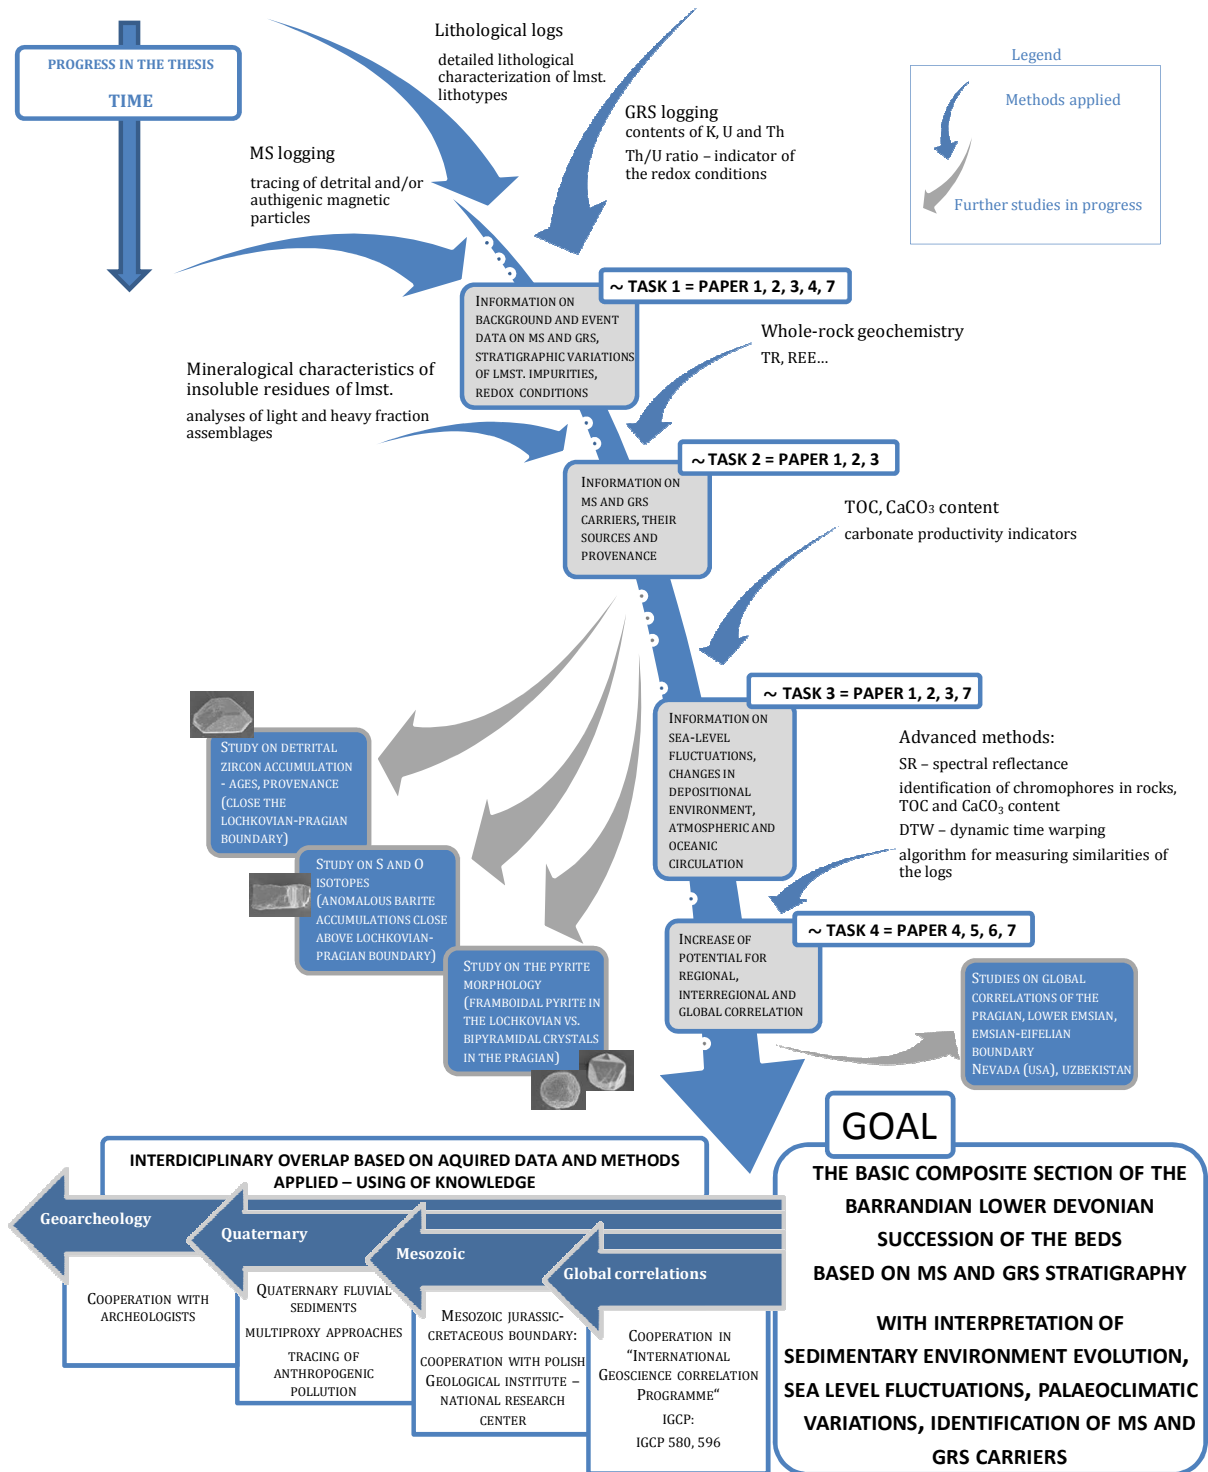 PROGRESS IN THE THESIS
TIME
Lithological logs
detailed lithological
characterization of lmst.
lithotypes
GRS logging
contents of K, U and Th
Th/U ratio – indicator of
the redox conditions
MS logging
tracing of detrital and/or
authigenic magnetic
particles
Legend
Methods applied
Further studies in progress
~ TASK 1 = PAPER 1, 2, 3, 4, 7
INFORMATION ON
BACKGROUND AND EVENT
DATA ON MS AND GRS,
STRATIGRAPHIC VARIATIONS
OF LMST. IMPURITIES,
REDOX CONDITIONS
Whole-rock geochemistry
TR, REE...
Mineralogical characteristics of
insoluble residues of lmst.
analyses of light and heavy fraction
assemblages
~ TASK 2 = PAPER 1, 2, 3
INFORMATION ON
MS AND GRS
CARRIERS, THEIR
SOURCES AND
PROVENANCE
TOC, CaCO3 content
carbonate productivity indicators
~ TASK 3 = PAPER 1, 2, 3, 7
INFORMATION ON
SEA-LEVEL
FLUCTUATIONS,
CHANGES IN
DEPOSITIONAL
ENVIRONMENT,
ATMOSPHERIC AND
OCEANIC
CIRCULATION
Advanced methods:
SR – spectral reflectance
identification of chromophores in rocks,
TOC and CaCO3 content
DTW – dynamic time warping
algorithm for measuring similarities of
the logs
STUDY ON DETRITAL
ZIRCON ACCUMULATION
- AGES, PROVENANCE
(CLOSE THE
LOCHKOVIAN-PRAGIAN
BOUNDARY)
STUDY ON S AND O
ISOTOPES
(ANOMALOUS BARITE
ACCUMULATIONS CLOSE
ABOVE LOCHKOVIAN-
PRAGIAN BOUNDARY)
STUDY ON THE PYRITE
MORPHOLOGY
(FRAMBOIDAL PYRITE IN
THE LOCHKOVIAN VS.
BIPYRAMIDAL CRYSTALS
IN THE PRAGIAN)
~ TASK 4 = PAPER 4, 5, 6, 7
INCREASE OF
POTENTIAL FOR
REGIONAL,
INTERREGIONAL AND
GLOBAL CORRELATION
STUDIES ON GLOBAL
CORRELATIONS OF THE
PRAGIAN, LOWER EMSIAN,
EMSIAN-EIFELIAN
BOUNDARY
NEVADA (USA), UZBEKISTAN
GOAL
THE BASIC COMPOSITE SECTION OF THE
BARRANDIAN LOWER DEVONIAN
SUCCESSION OF THE BEDS
BASED ON MS AND GRS STRATIGRAPHY
WITH INTERPRETATION OF
SEDIMENTARY ENVIRONMENT EVOLUTION,
SEA LEVEL FLUCTUATIONS, PALAEOCLIMATIC
VARIATIONS, IDENTIFICATION OF MS AND
GRS CARRIERS
INTERDICIPLINARY OVERLAP BASED ON AQUIRED DATA AND METHODS
APPLIED – USING OF KNOWLEDGE
Geoarcheology
Quaternary
Mesozoic
Global correlations
COOPERATION WITH
ARCHEOLOGISTS
QUATERNARY FLUVIAL
SEDIMENTS
MULTIPROXY APPROACHES
TRACING OF
ANTHROPOGENIC
POLLUTION
MESOZOIC JURASSIC-
CRETACEOUS BOUNDARY:
COOPERATION WITH POLISH
GEOLOGICAL INSTITUTE –
NATIONAL RESEARCH
CENTER
COOPERATION IN
"INTERNATIONAL
GEOSCIENCE CORRELATION
PROGRAMME"
IGCP:
IGCP 580, 596